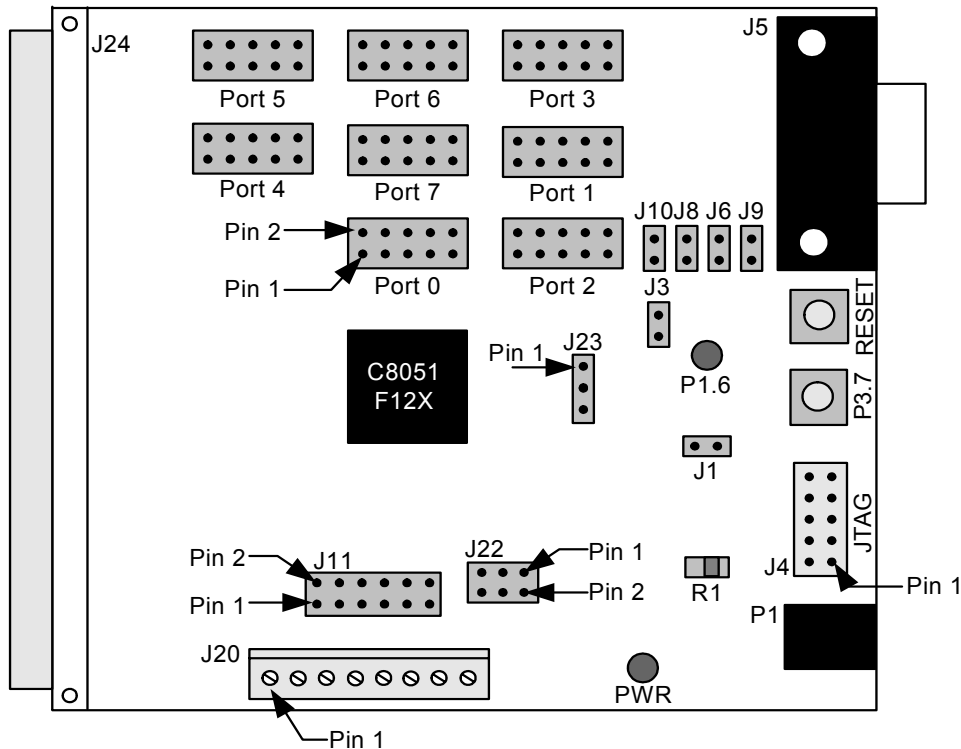 J24
J5
Port 5
Port 6
Port 3
Port 4
Port 7
Port 1
Pin 2
J10
J8
J6
J9
Pin 1
Port 0
Port 2
J3
RESET
J23
Pin 1
C8051
F12X
P1.6
P3.7
J1
JTAG
Pin 2
J11
J22
Pin 1
Pin 1
Pin 2
J4
Pin 1
R1
P1
J20
PWR
Pin 1